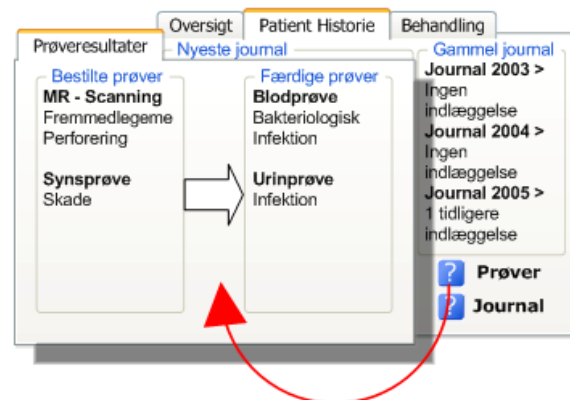 Oversigt
Patient Historie
Behandling
Prøveresultater
Nyeste journal
Gammel journal
Bestilte prøver
MR - Scanning
Fremmedlegeme
Perforering
Synsprøve
Skade
Færdige prøver
Blodprøve
Bakteriologisk
Infektion
Urinprøve
Infektion
Journal 2003 >
Ingen
indlæggelse
Journal 2004 >
Ingen
indlæggelse
Journal 2005 >
1 tidligere
indlæggelse
? Prøver
? Journal